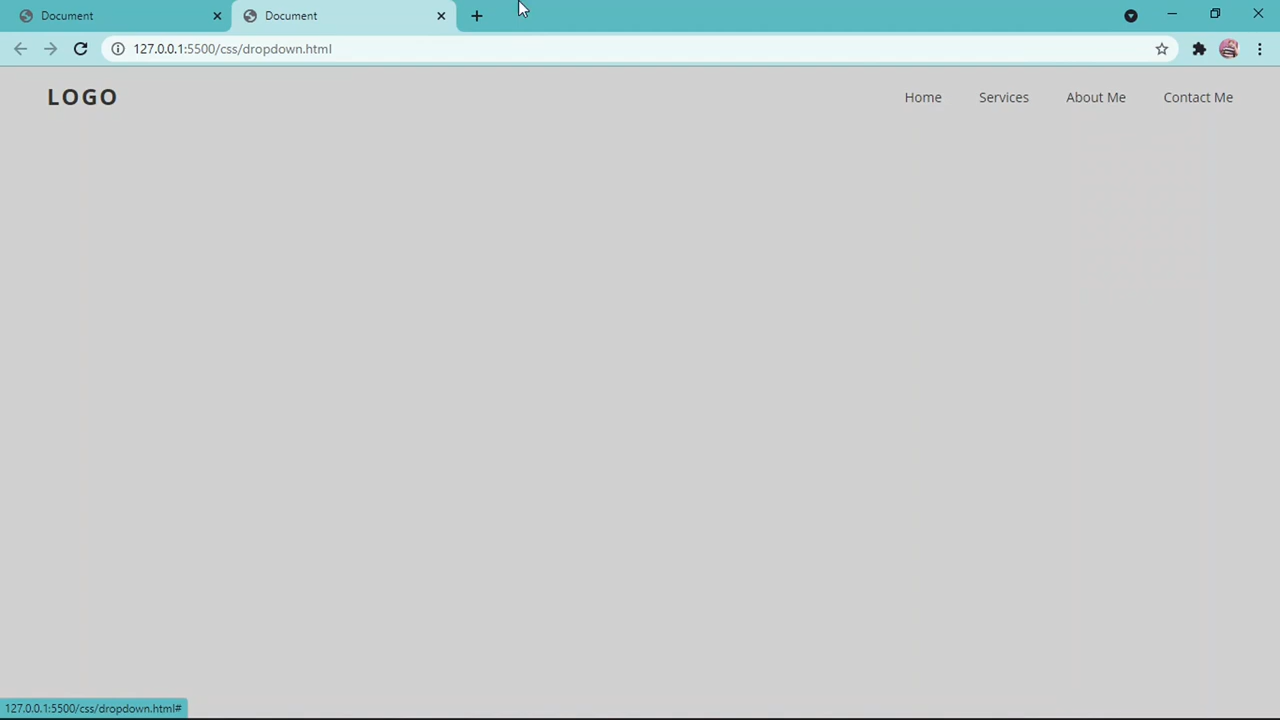 Document
Document
127.0.0.1:5500/css/dropdown.html
LOGO
Home
Services
About Me
Contact Me
127.0.0.1:5500/css/dropdown.html#